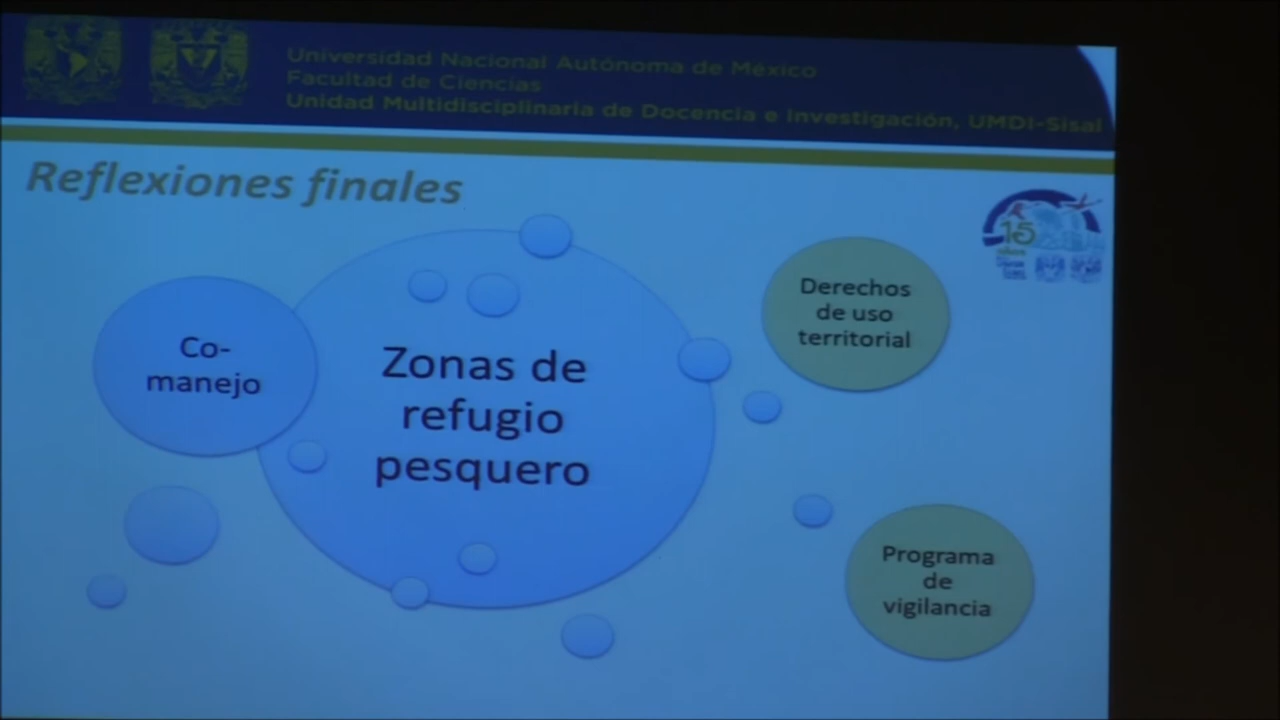 Universidad Nacional Autónoma de México
Facultad de Ciencias
Unidad Multidisciplinaria de Docencia e Investigación, UMDI-Sisal
Reflexiones finales
15
Co-
manejo
Zonas de
refugio
pesquero
Derechos
de uso
territorial
Programa
de
vigilancia